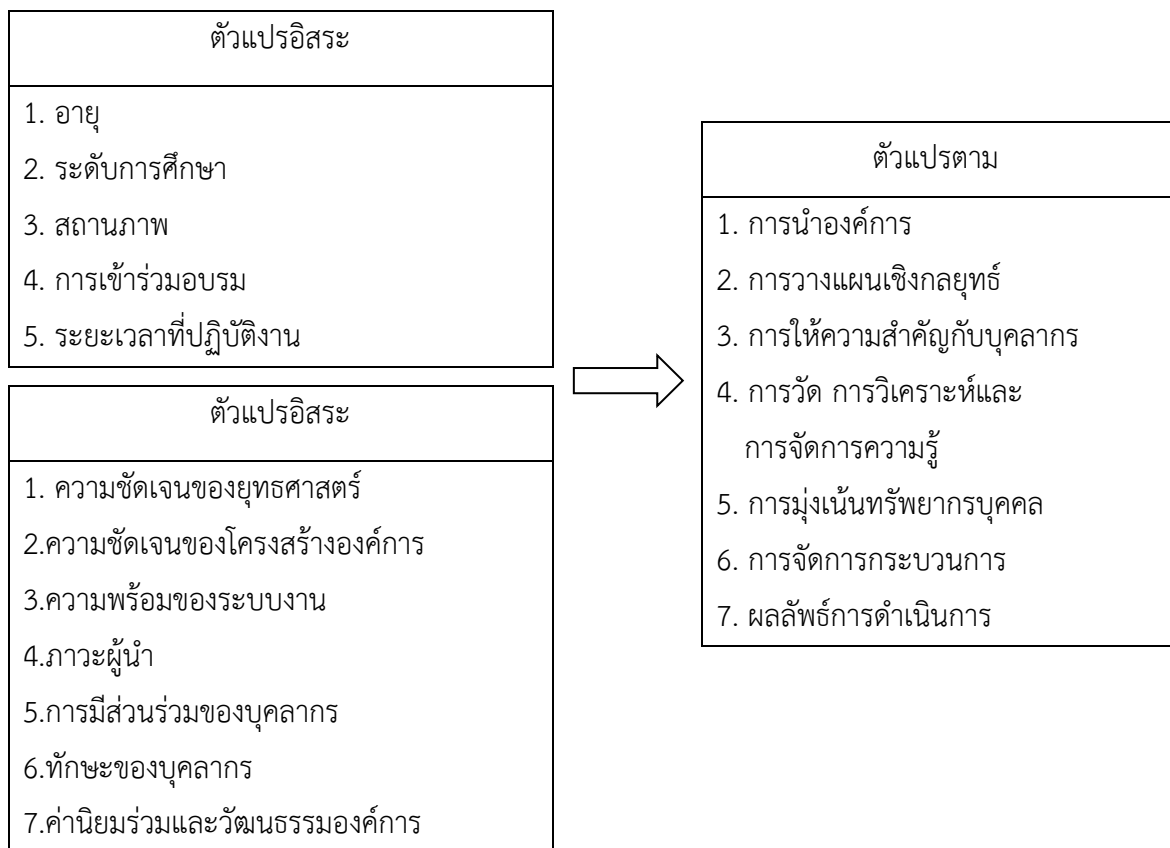 ตัวแปรอิสระ
1. อายุ
2. ระดับการศึกษา
3. สถานภาพ
4. การเข้าร่วมอบรม
5. ระยะเวลาที่ปฏิบัติงาน
ตัวแปรอิสระ
1. ความชัดเจนของยุทธศาสตร์
2.ความชัดเจนของโครงสร้างองค์การ
3.ความพร้อมของระบบงาน
4.ภาวะผู้นำ
5.การมีส่วนร่วมของบุคลากร
6.ทักษะของบุคลากร
7.ค่านิยมร่วมและวัฒนธรรมองค์การ
ตัวแปรตาม
1. การนำองค์การ
2. การวางแผนเชิงกลยุทธ์
3. การให้ความสำคัญกับบุคลากร
4. การวัด การวิเคราะห์และ
การจัดการความรู้
5. การมุ่งเน้นทรัพยากรบุคคล
6. การจัดการกระบวนการ
7. ผลลัพธ์การดำเนินการ